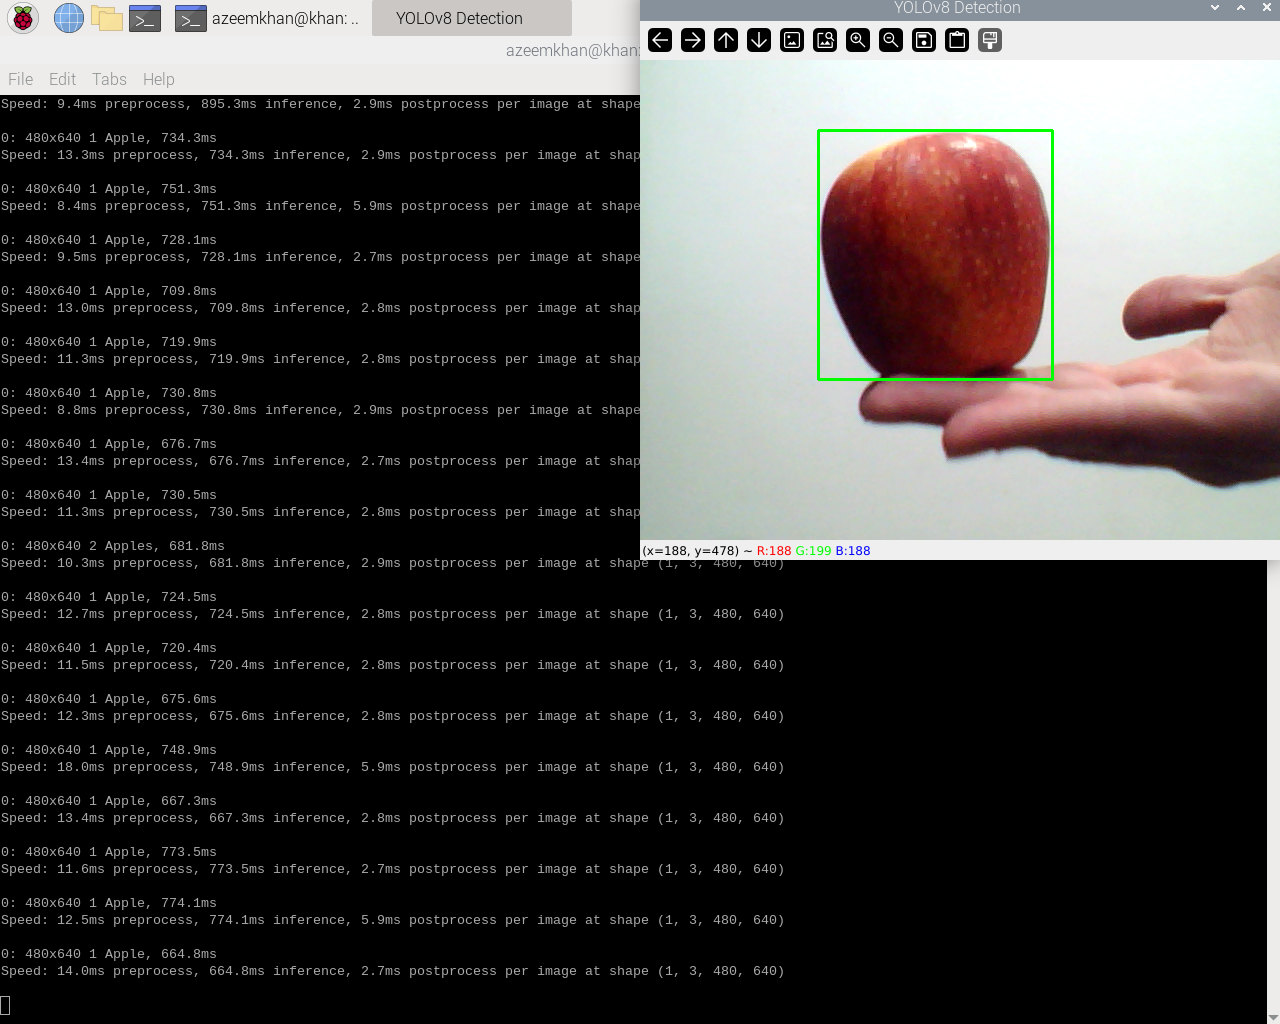 azeemkhan@khan: ..
YOLOv8 Detection
YOLOv8 Detection
azeemkhan@khan:
File Edit Tabs Help
Speed: 9.4ms preprocess, 895.3ms inference, 2.9ms postprocess per image at shape
0: 480x640 1 Apple, 734.3ms
Speed: 13.3ms preprocess, 734.3ms inference, 2.9ms postprocess per image at shap
0: 480x640 1 Apple, 751.3ms
Speed: 8.4ms preprocess, 751.3ms inference, 5.9ms postprocess per image at shape
0: 480x640 1 Apple, 728.1ms
Speed: 9.5ms preprocess, 728.1ms inference, 2.7ms postprocess per image at shape
0: 480x640 1 Apple, 709.8ms
Speed: 13.0ms preprocess, 709.8ms inference, 2.8ms postprocess per image at shap
0: 480x640 1 Apple, 719.9ms
Speed: 11.3ms preprocess, 719.9ms inference, 2.8ms postprocess per image at shap
0: 480x640 1 Apple, 730.8ms
Speed: 8.8ms preprocess, 730.8ms inference, 2.9ms postprocess per image at shape
0: 480x640 1 Apple, 676.7ms
Speed: 13.4ms preprocess, 676.7ms inference, 2.7ms postprocess per image at shap
0: 480x640 1 Apple, 730.5ms
Speed: 11.3ms preprocess, 730.5ms inference, 2.8ms postprocess per image at shap
(x=188, y=478) ~ R:188 G:199 B:188
0: 480x640 2 Apples, 681.8ms
Speed: 10.3ms preprocess, 681.8ms inference, 2.9ms postprocess per image at shape (1, 3, 480, 640)
0: 480x640 1 Apple, 724.5ms
Speed: 12.7ms preprocess, 724.5ms inference, 2.8ms postprocess per image at shape (1, 3, 480, 640)
0: 480x640 1 Apple, 720.4ms
Speed: 11.5ms preprocess, 720.4ms inference, 2.8ms postprocess per image at shape (1, 3, 480, 640)
0: 480x640 1 Apple, 675.6ms
Speed: 12.3ms preprocess, 675.6ms inference, 2.8ms postprocess per image at shape (1, 3, 480, 640)
0: 480x640 1 Apple, 748.9ms
Speed: 18.0ms preprocess, 748.9ms inference, 5.9ms postprocess per image at shape (1, 3, 480, 640)
0: 480x640 1 Apple, 667.3ms
Speed: 13.4ms preprocess, 667.3ms inference, 2.8ms postprocess per image at shape (1, 3, 480, 640)
0: 480x640 1 Apple, 773.5ms
Speed: 11.6ms preprocess, 773.5ms inference, 2.7ms postprocess per image at shape (1, 3, 480, 640)
0: 480x640 1 Apple, 774.1ms
Speed: 12.5ms preprocess, 774.1ms inference, 5.9ms postprocess per image at shape (1, 3, 480, 640)
0: 480x640 1 Apple, 664.8ms
Speed: 14.0ms preprocess, 664.8ms inference, 2.7ms postprocess per image at shape (1, 3, 480, 640)